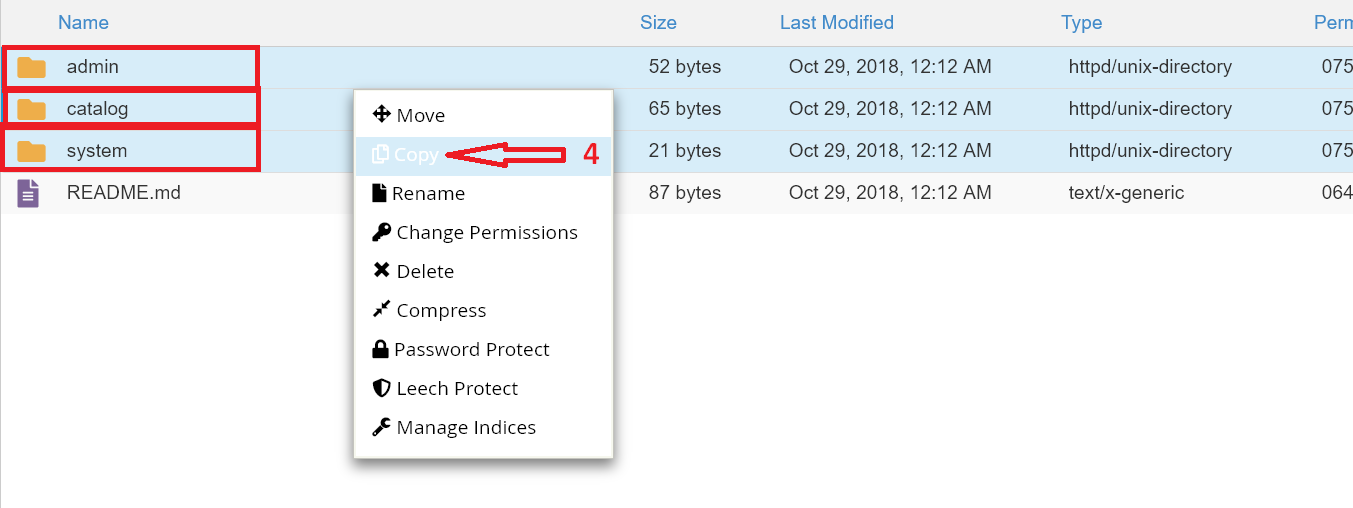 Name Size Last Modified Type Perm
admin 52 bytes Oct 29, 2018, 12:12 AM httpd/unix-directory 075
catalog 65 bytes Oct 29, 2018, 12:12 AM httpd/unix-directory 075
system 21 bytes Oct 29, 2018, 12:12 AM httpd/unix-directory 075
README.md 87 bytes Oct 29, 2018, 12:12 AM text/x-generic 064
Move
Copy 4
Rename
Change Permissions
Delete
Compress
Password Protect
Leech Protect
Manage Indices